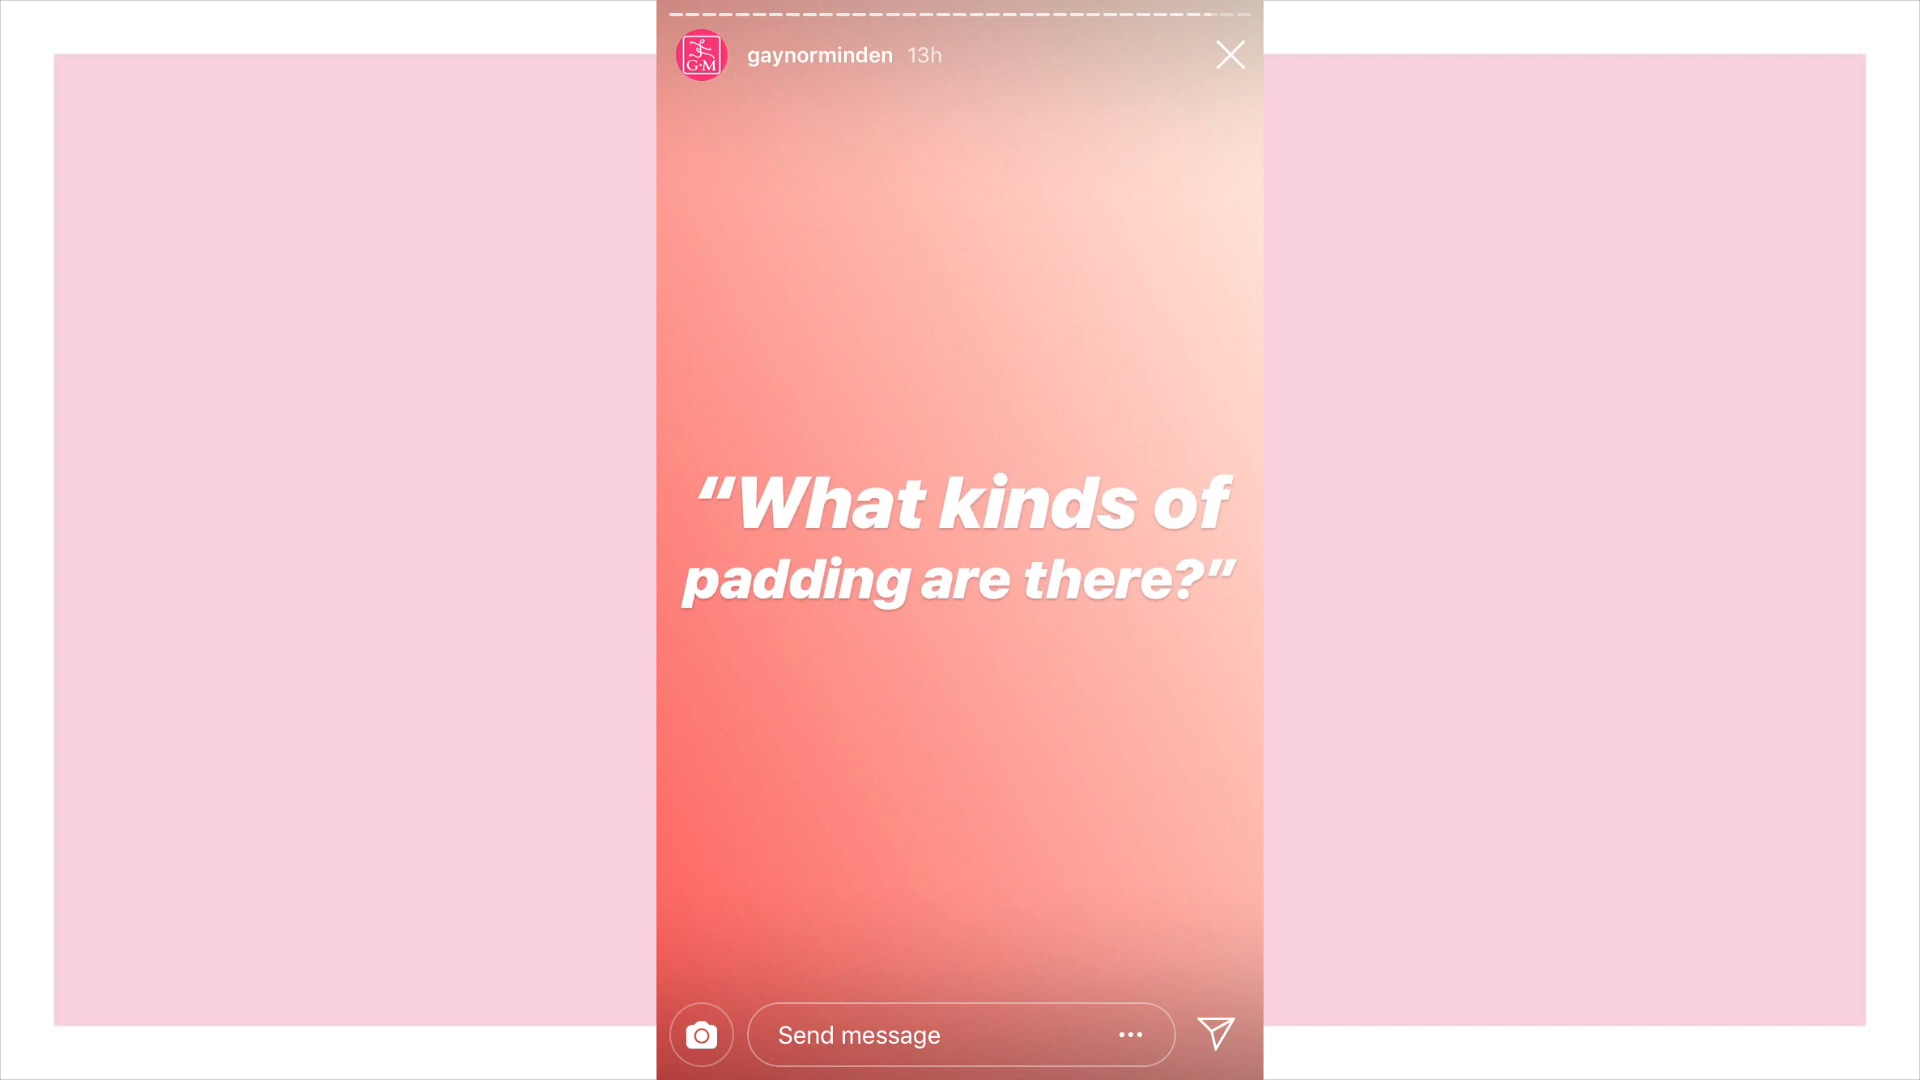 gaynorminden 13h
G·M
“What kinds of
padding are there?”
Send message